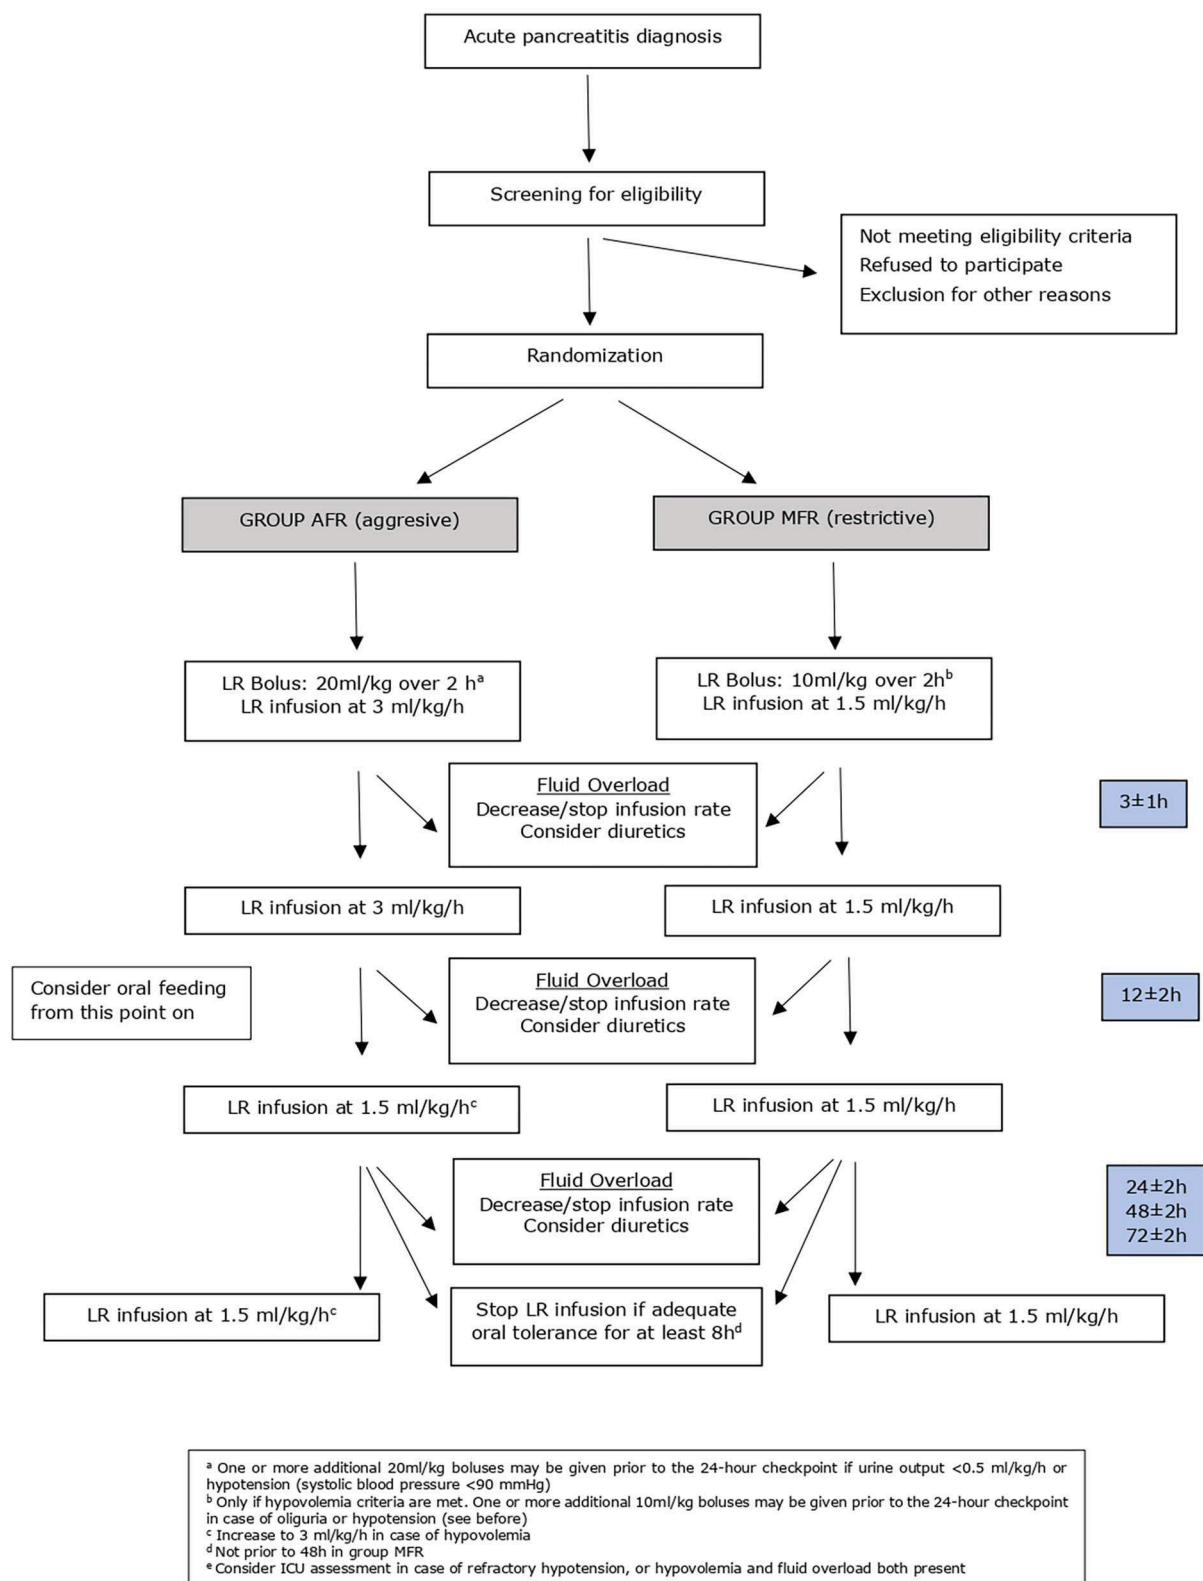 Acute pancreatitis diagnosis
Screening for eligibility
Not meeting eligibility criteria
Refused to participate
Exclusion for other reasons
Randomization
GROUP AFR (aggresive)
GROUP MFR (restrictive)
LR Bolus: 20ml/kg over 2 hᵃ
LR infusion at 3 ml/kg/h
LR Bolus: 10ml/kg over 2hᵇ
LR infusion at 1.5 ml/kg/h
Fluid Overload
Decrease/stop infusion rate
Consider diuretics
3±1h
LR infusion at 3 ml/kg/h
LR infusion at 1.5 ml/kg/h
Consider oral feeding
from this point on
Fluid Overload
Decrease/stop infusion rate
Consider diuretics
12±2h
LR infusion at 1.5 ml/kg/hᶜ
LR infusion at 1.5 ml/kg/h
Fluid Overload
Decrease/stop infusion rate
Consider diuretics
24±2h
48±2h
72±2h
LR infusion at 1.5 ml/kg/hᶜ
Stop LR infusion if adequate
oral tolerance for at least 8hᵈ
LR infusion at 1.5 ml/kg/h
ᵃ One or more additional 20ml/kg boluses may be given prior to the 24-hour checkpoint if urine output <0.5 ml/kg/h or
hypotension (systolic blood pressure <90 mmHg)
ᵇ Only if hypovolemia criteria are met. One or more additional 10ml/kg boluses may be given prior to the 24-hour checkpoint
in case of oliguria or hypotension (see before)
ᶜ Increase to 3 ml/kg/h in case of hypovolemia
ᵈ Not prior to 48h in group MFR
ᵉ Consider ICU assessment in case of refractory hypotension, or hypovolemia and fluid overload both present